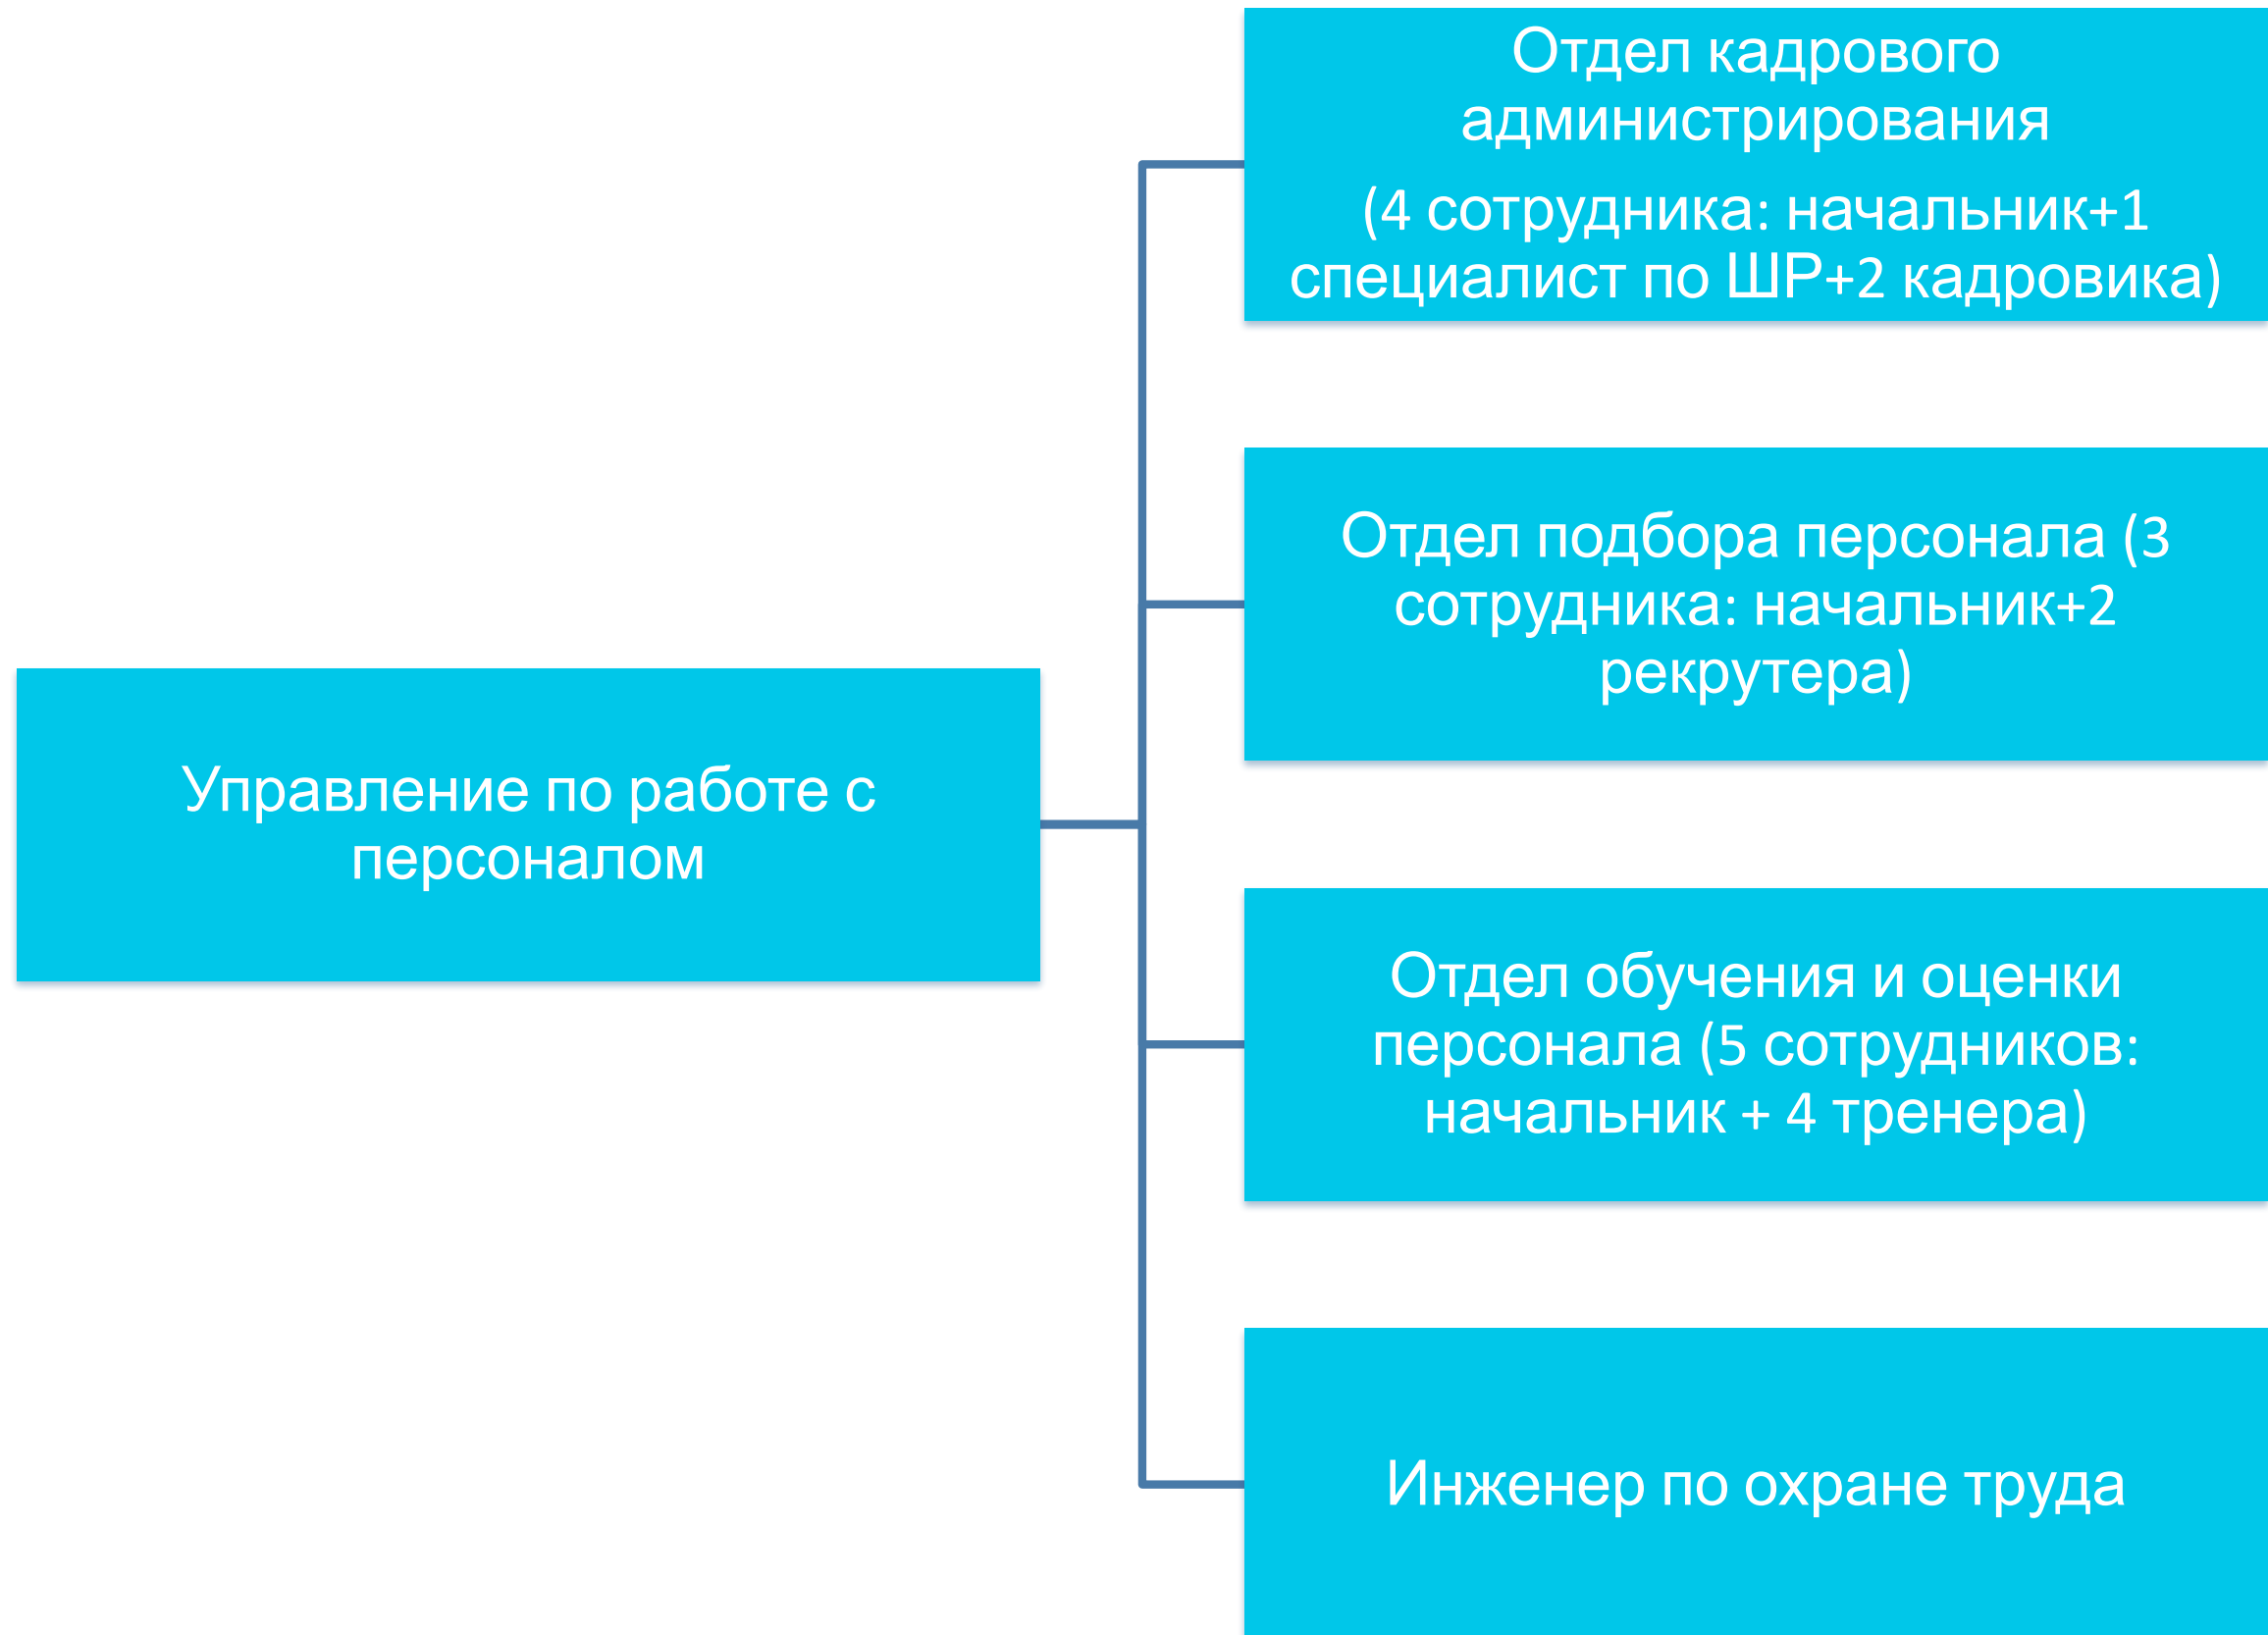 Отдел кадрового
администрирования
(4 сотрудника: начальник+1
специалист по ШР+2 кадровика)
Отдел подбора персонала (3
сотрудника: начальник+2
рекрутера)
Управление по работе с
персоналом
Отдел обучения и оценки
персонала (5 сотрудников:
начальник + 4 тренера)
Инженер по охране труда